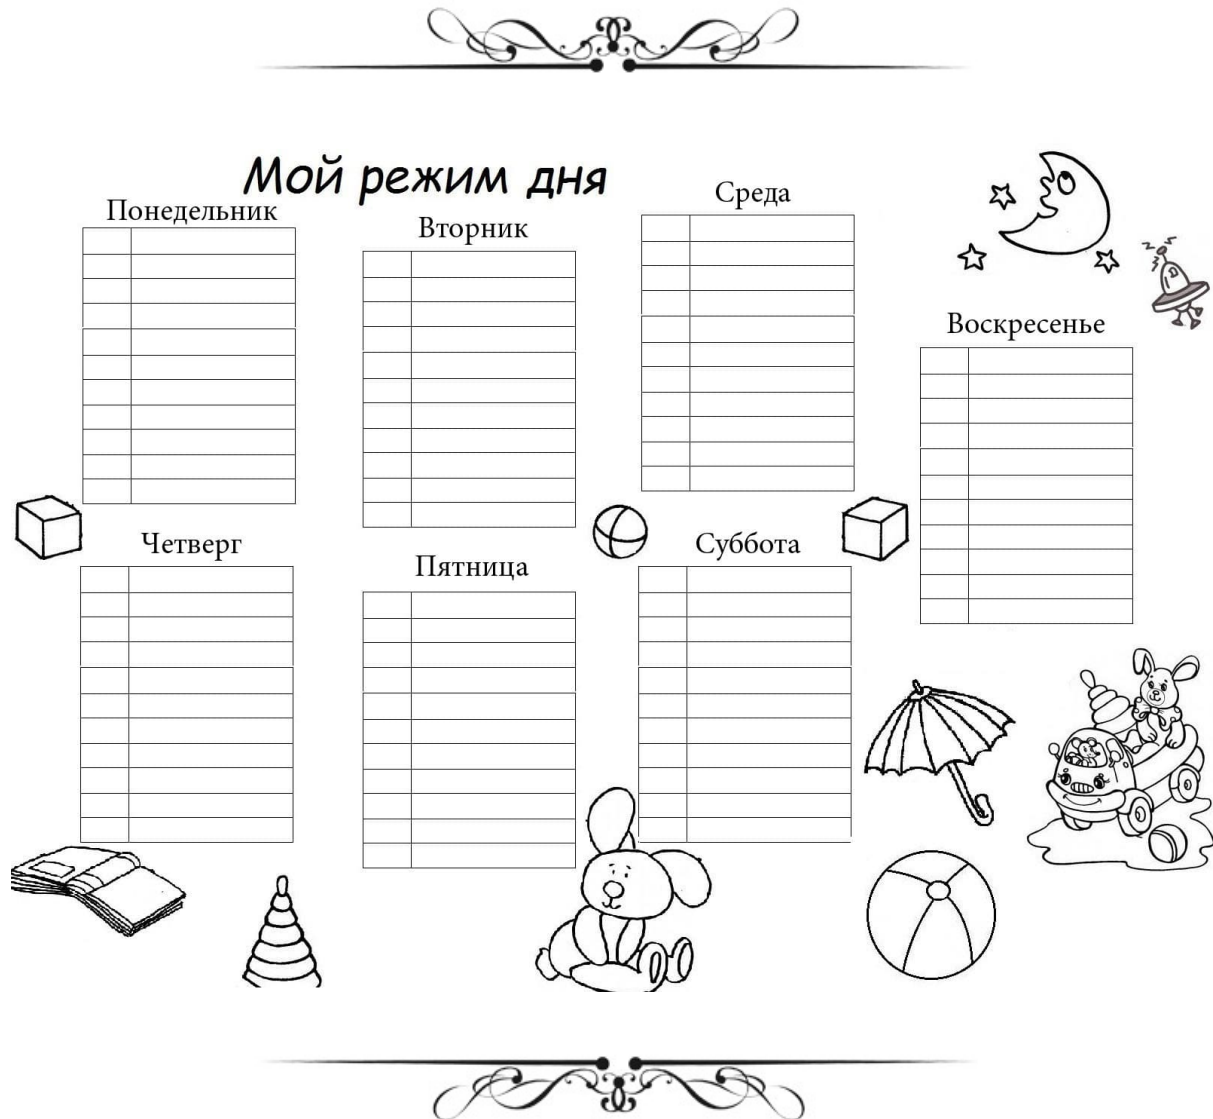 Мой режим дня
Понедельник
Вторник
Среда
Воскресенье
Четверг
Пятница
Суббота